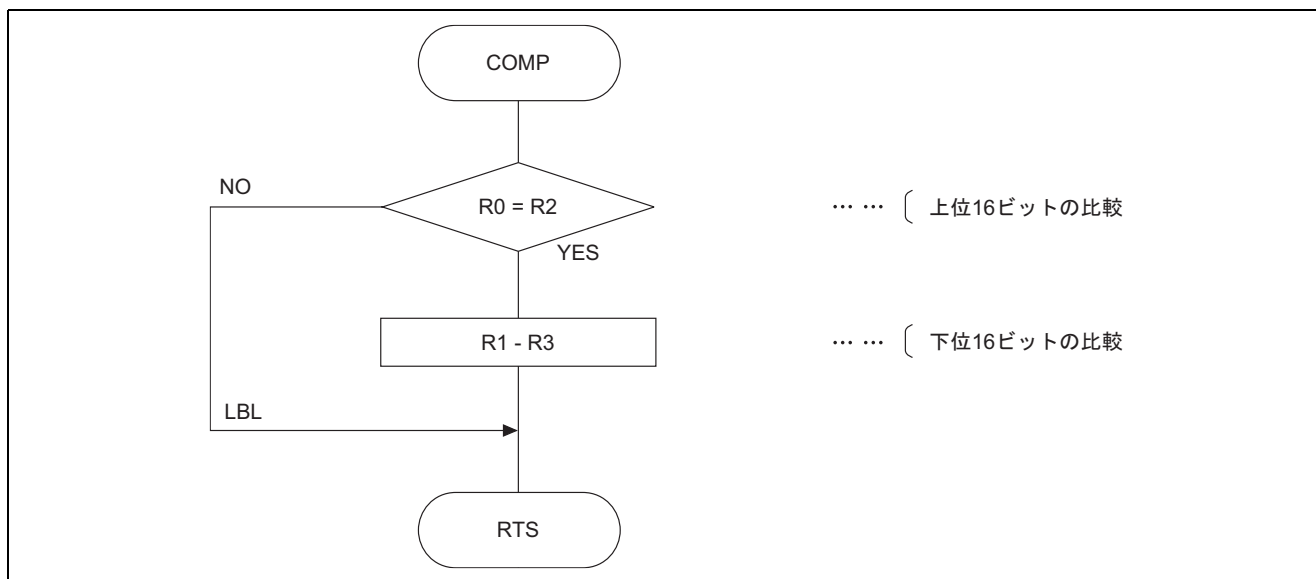 COMP
NO
R0 = R2
… … 上位16ビットの比較
YES
R1 - R3
… … 下位16ビットの比較
LBL
RTS